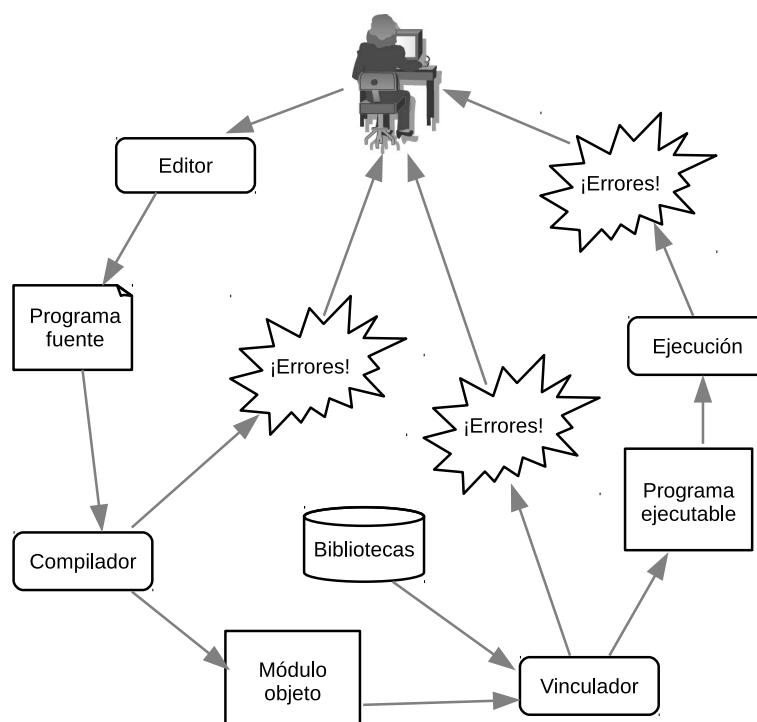 Editor
¡Errores!
Programa
fuente
¡Errores!
Ejecución
¡Errores!
Programa
ejecutable
Bibliotecas
Compilador
Módulo
objeto
Vinculador